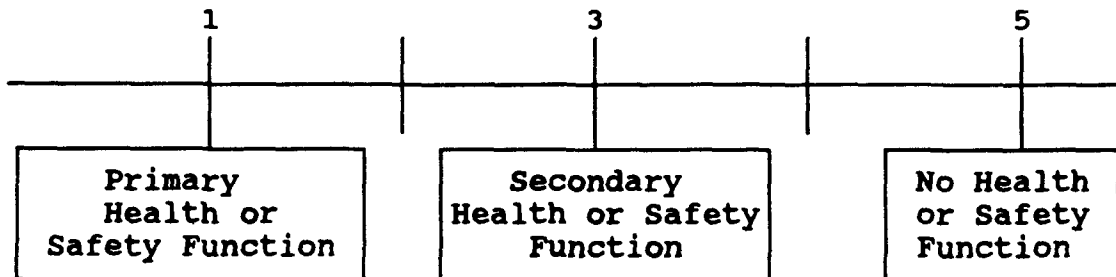 1 3 5
Primary
Health or
Safety Function
Secondary
Health or Safety
Function
No Health
or Safety
Function